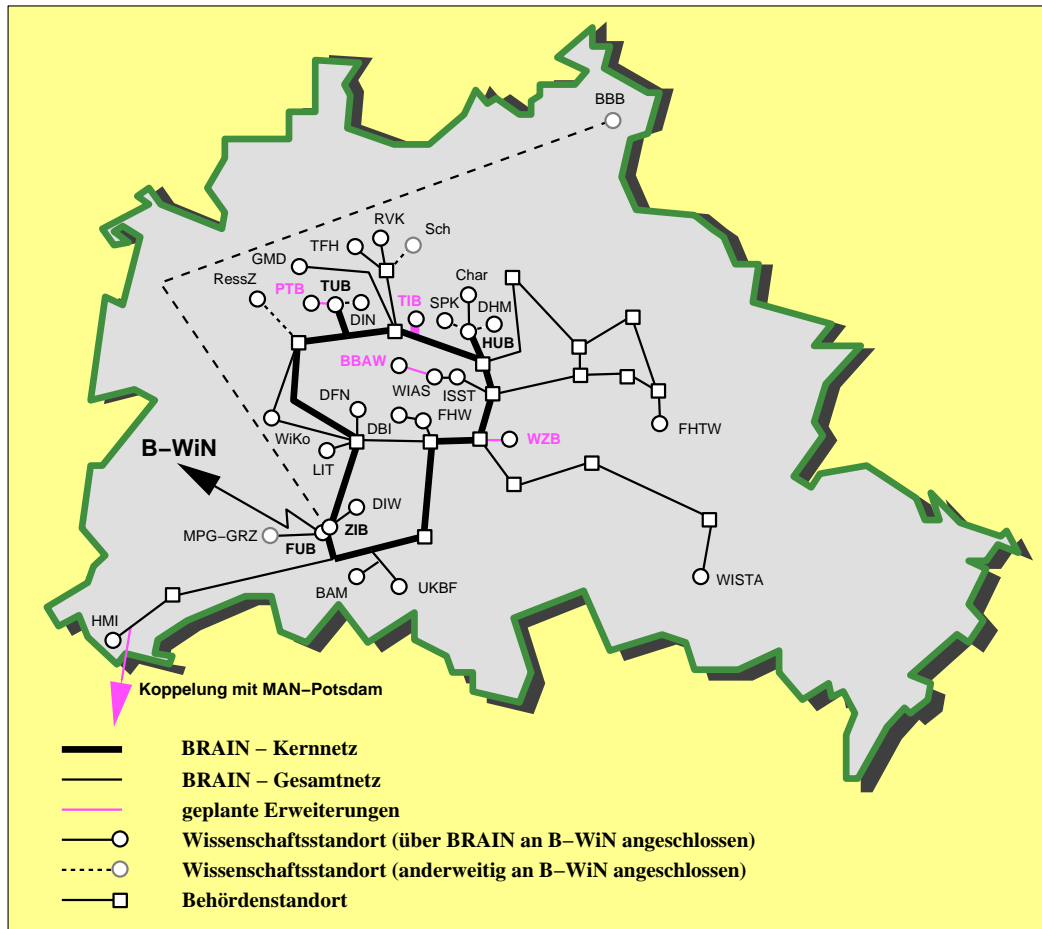 BBB
RVK
Sch
TFH
GMD
RessZ
PTB
TUB
DIN
TIB
Char
SPK
DHM
HUB
BBAW
WIAS
ISST
DFN
DBI
FHW
WiKo
LIT
WZB
FHTW
B–WiN
DIW
ZIB
MPG–GRZ
FUB
BAM
UKBF
WISTA
HMI
Koppelung mit MAN–Potsdam
BRAIN – Kernnetz
BRAIN – Gesamtnetz
geplante Erweiterungen
Wissenschaftsstandort (über BRAIN an B–WiN angeschlossen)
Wissenschaftsstandort (anderweitig an B–WiN angeschlossen)
Behördenstandort